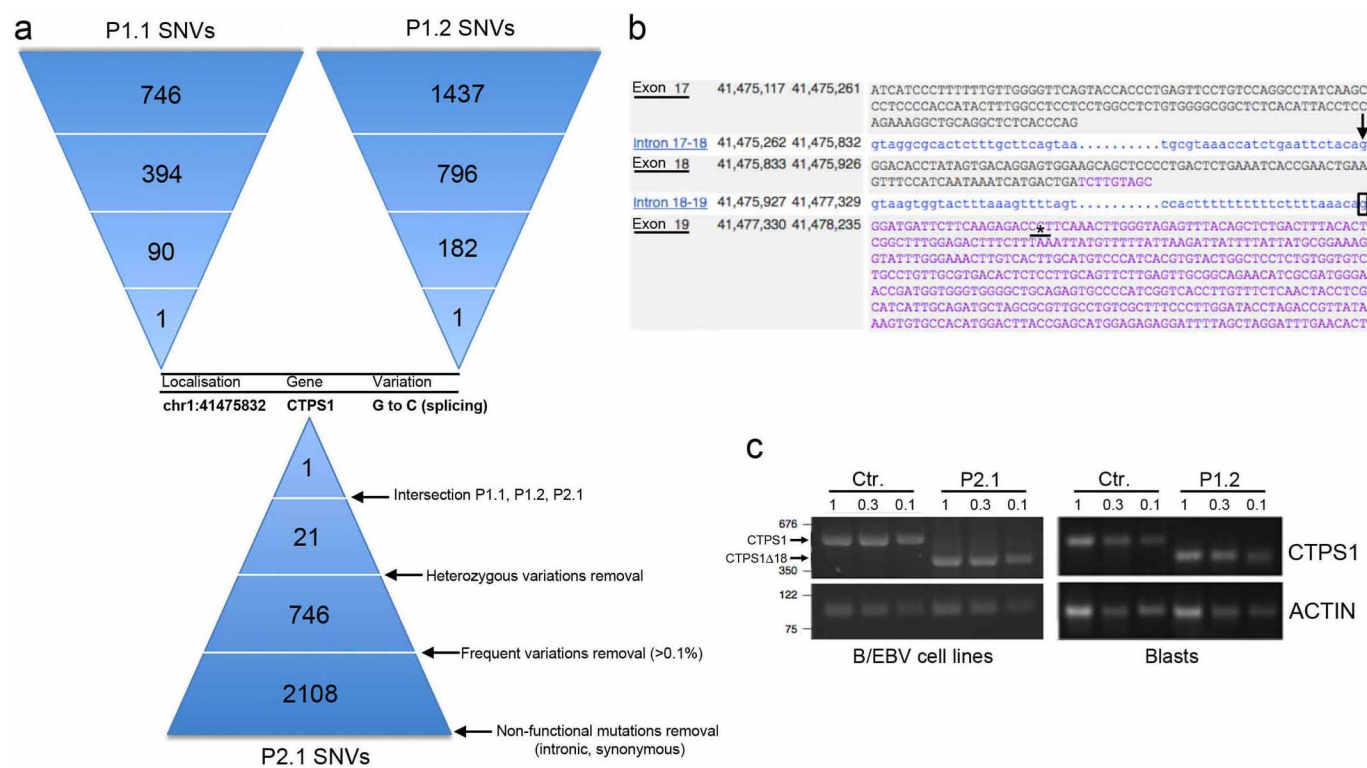 a
P1.1 SNVs
P1.2 SNVs
746
1437
394
796
90
182
1
1
Localisation Gene Variation
chr1:41475832 CTPS1 G to C (splicing)
1
Intersection P1.1, P1.2, P2.1
21
Heterozygous variations removal
746
Frequent variations removal (>0.1%)
2108
Non-functional mutations removal
(intronic, synonymous)
P2.1 SNVs
b
Exon 17 41,475,117 41,475,261 ATCATCCCTTTTTTGTTGGGGTTCAGTACCACCCTGAGTTCCTGTCCAGGCCTATCAAGC
CCTCCCCACCATACTTTGGCCTCCTCCTGGCCTCTGTGGGGCGGCTCTCACATTACCTCC
AGAAAGGCTGCAGGCTCTCACCCAG
Intron 17-18 41,475,262 41,475,832 gtaggcgcactctttgcttcagtaa..........tgcgtaaaccatctgaattctacag
Exon 18 41,475,833 41,475,926 GGACACCTATAGTGACAGGAGTGGAAGCAGCTCCCCTGACTCTGAAATCACCGAACTGAA
GTTTCCATCAATAAATCATGACTGATCTTGTAGC
Intron 18-19 41,475,927 41,477,329 gtaagtggtactttaaagttttagt..........ccactttttttttttcttttaaacag
Exon 19 41,477,330 41,478,235 GGATGATTCTTCAAGAGACCCTTCAAACTTGGGTAGAGTTTACAGCTCTGACTTTACACT
*
CGGCTTTGGAGACTTTCTTTAAATTATGTTTTTATTAAGATTATTTTATTATGCGGAAAG
GTATTTGGGAAACTTGTCACTTGCATGTCCCATCACGTGTACTGGCTCCTCTGTGGTGTC
TGCCTGTTGCGTGACACTCTCCTTGCAGTTCTTGAGTTGCGGCAGAACATCGCGATGGGA
ACCGATGGTGGGTGGGGCTGCAGAGTGCCCCATCGGTCACCTTGTTTCTCAACTACCTCG
CATCATTGCAGATGCTAGCGCGTTGCCTGTCGCTTTCCCTTGGATACCTAGACCGTTATA
AAGTGTGCCACATGGACTTACCGAGCATGGAGAGAGGATTTTAGCTAGGATTTGAACACT
c
Ctr. P2.1 Ctr. P1.2
1 0.3 0.1 1 0.3 0.1 1 0.3 0.1 1 0.3 0.1
676
CTPS1
CTPS1Δ18
350
CTPS1
122
75
ACTIN
B/EBV cell lines
Blasts